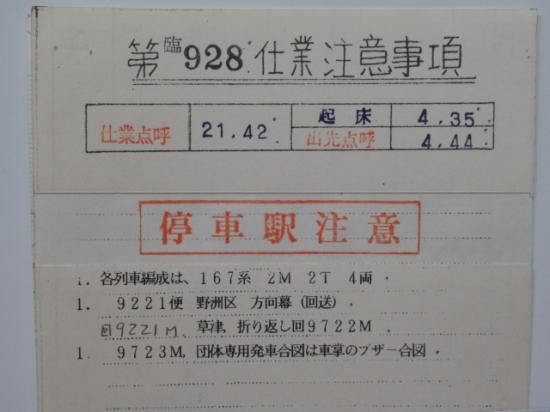 第臨928 仕業注意事項
仕業点呼 21.42 起床 4.35
出先点呼 4.44
停車駅注意
1. 各列車編成は、167系 2M 2T 4両
1. 9221便 野洲区 方向幕(回送)
回9221M、草津、折り返し回9722M
1 9723M、団体専用発車合図は車掌のブザー合図